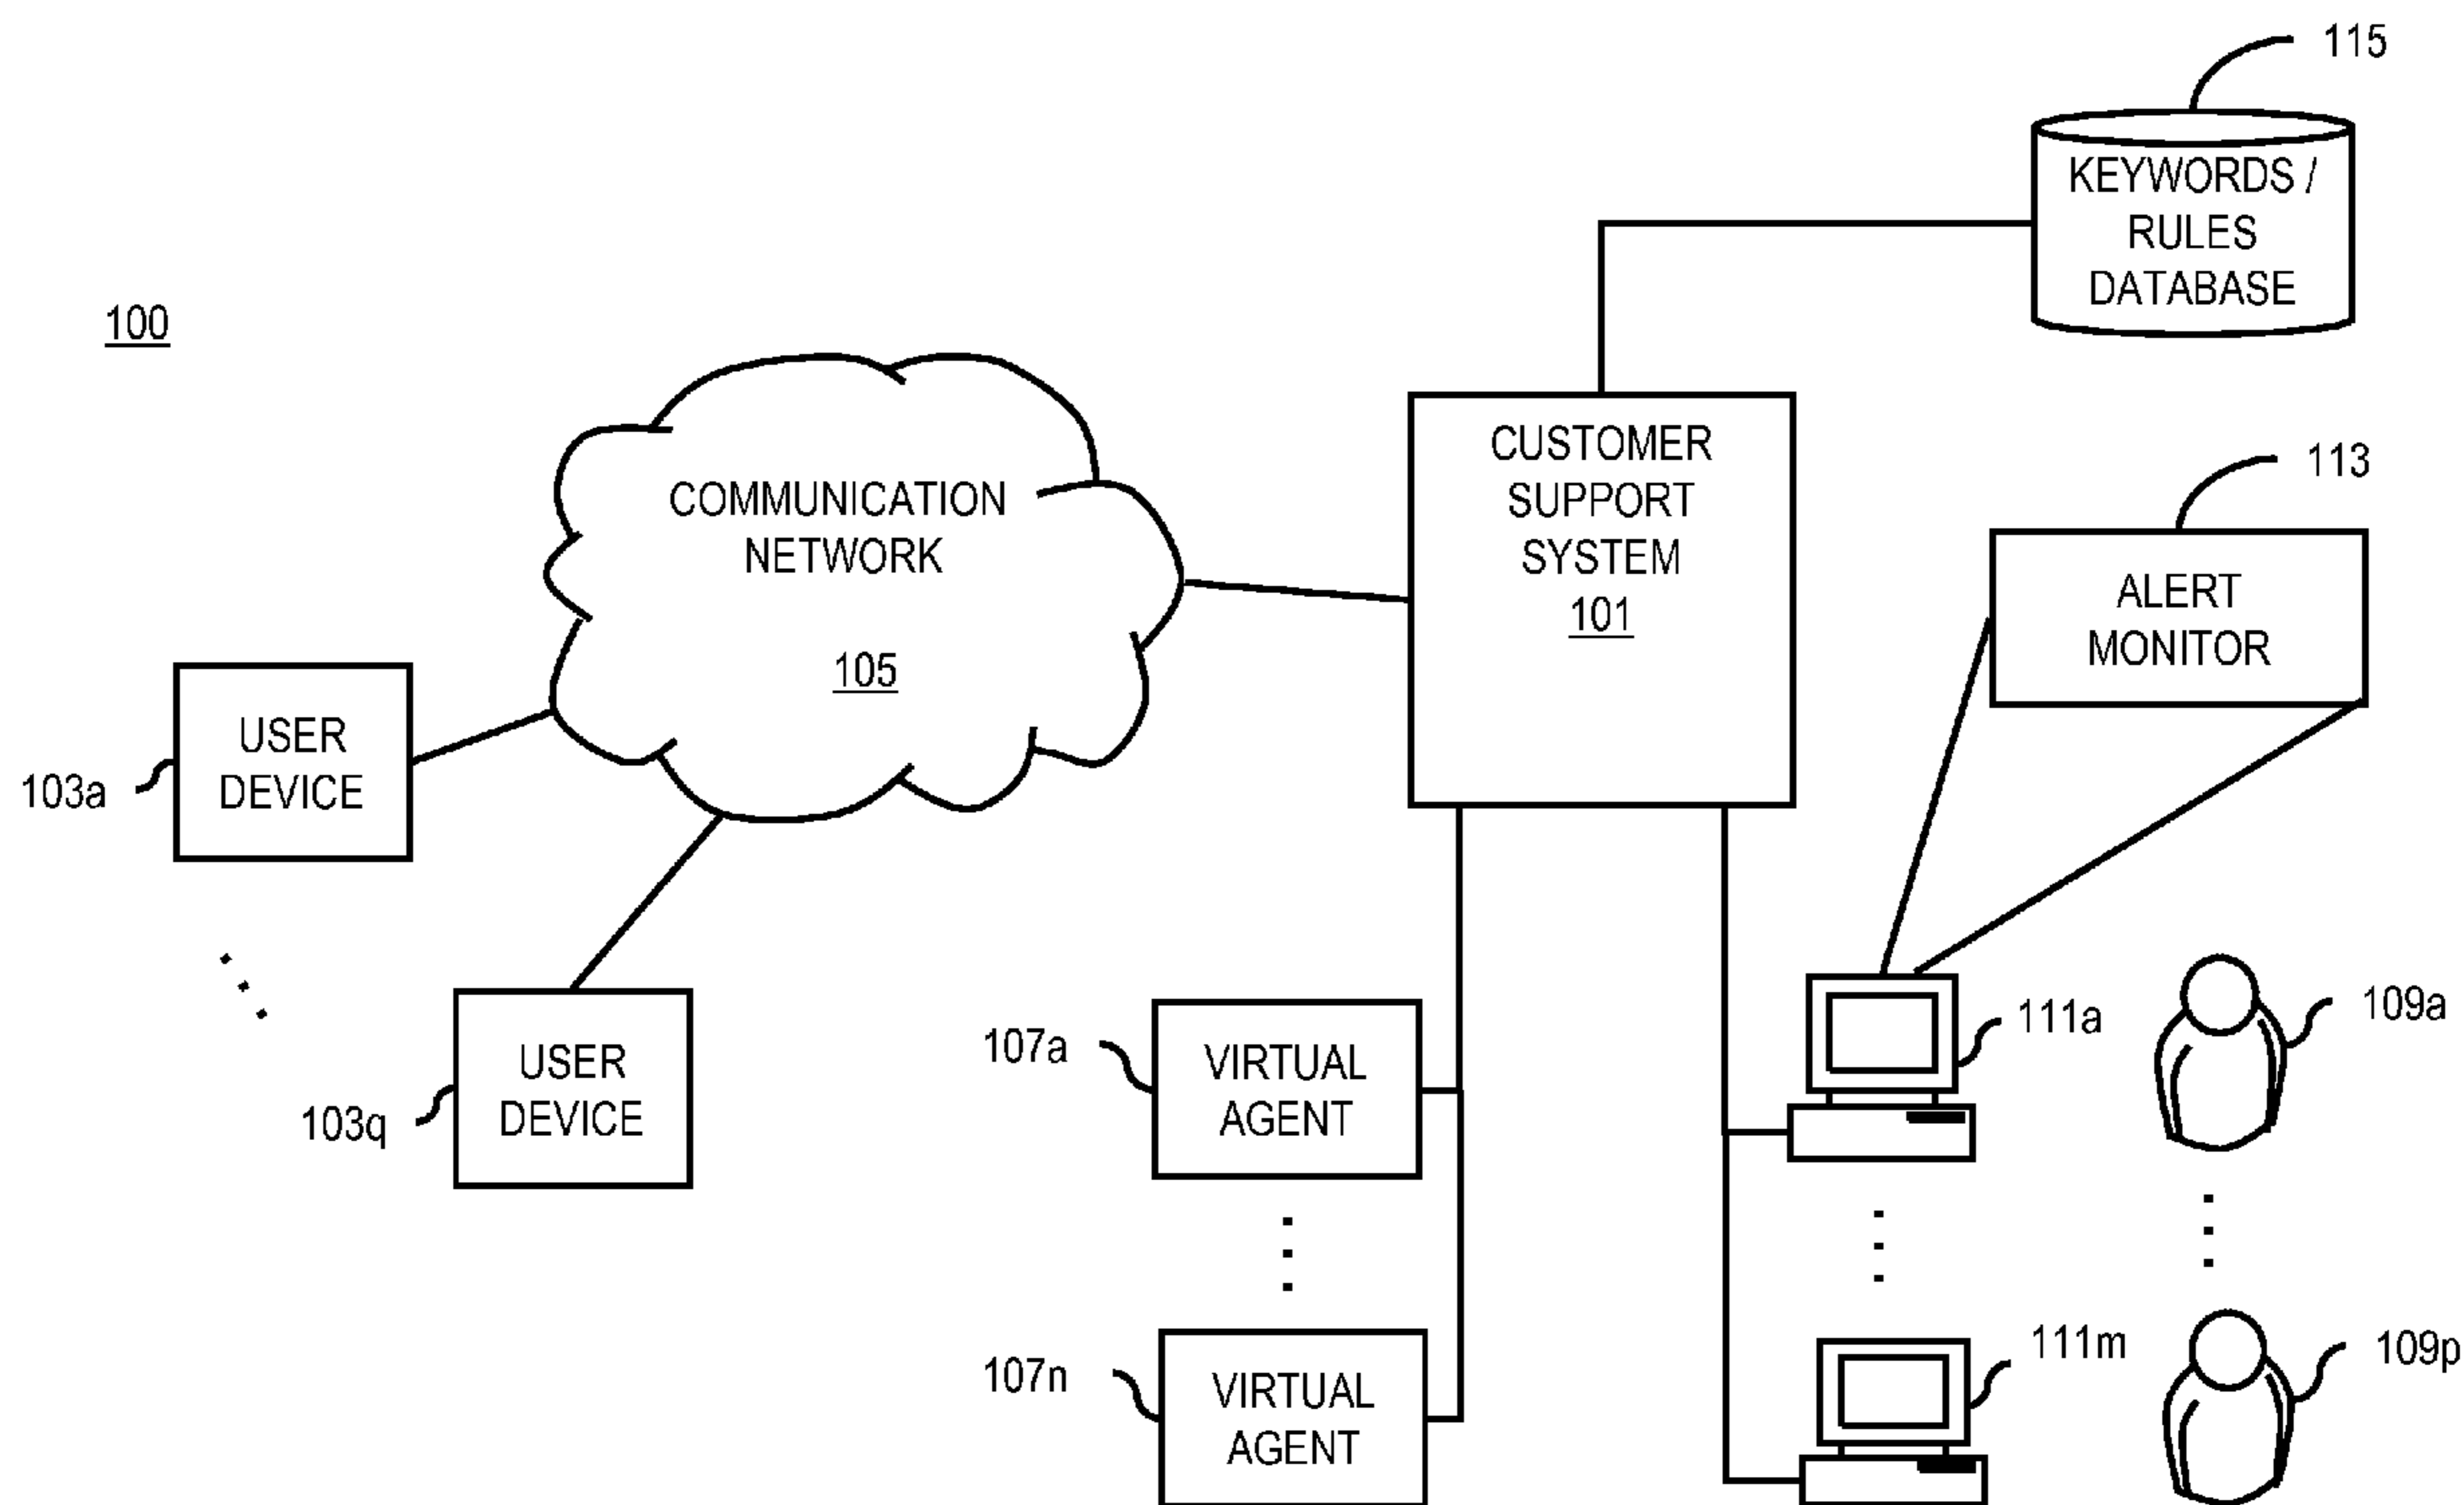 115
KEYWORDS /
RULES
DATABASE
100
CUSTOMER
SUPPORT
SYSTEM
101
113
COMMUNICATION
NETWORK
105
ALERT
MONITOR
USER
DEVICE
103a
USER
DEVICE
103q
107a
VIRTUAL
AGENT
111a
109a
107n
VIRTUAL
AGENT
111m
109p